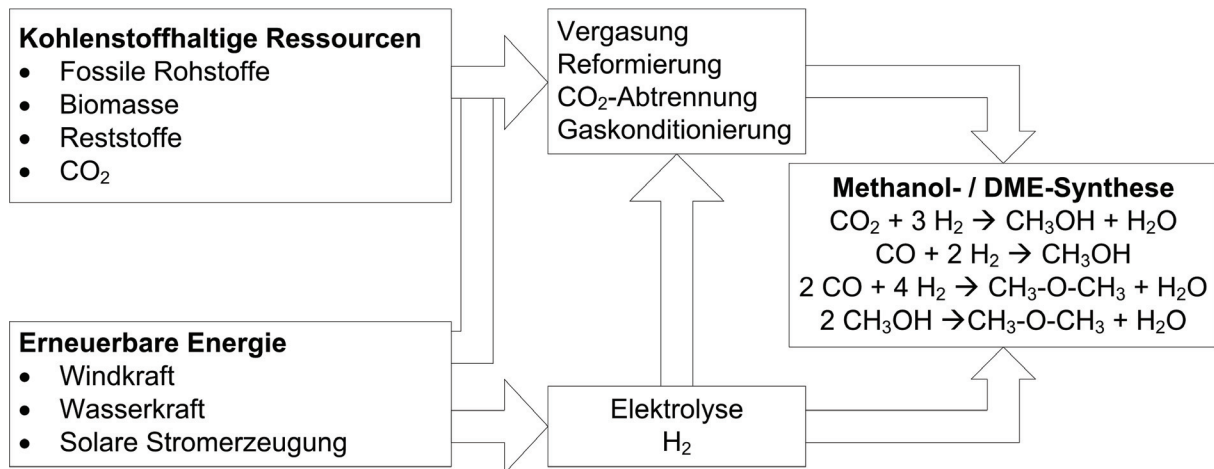 Kohlenstoffhaltige Ressourcen
• Fossile Rohstoffe
• Biomasse
• Reststoffe
• CO₂
Vergasung
Reformierung
CO₂-Abtrennung
Gaskonditionierung
Methanol- / DME-Synthese
CO₂ + 3 H₂ → CH₃OH + H₂O
CO + 2 H₂ → CH₃OH
2 CO + 4 H₂ → CH₃-O-CH₃ + H₂O
2 CH₃OH →CH₃-O-CH₃ + H₂O
Erneuerbare Energie
• Windkraft
• Wasserkraft
• Solare Stromerzeugung
Elektrolyse
H₂